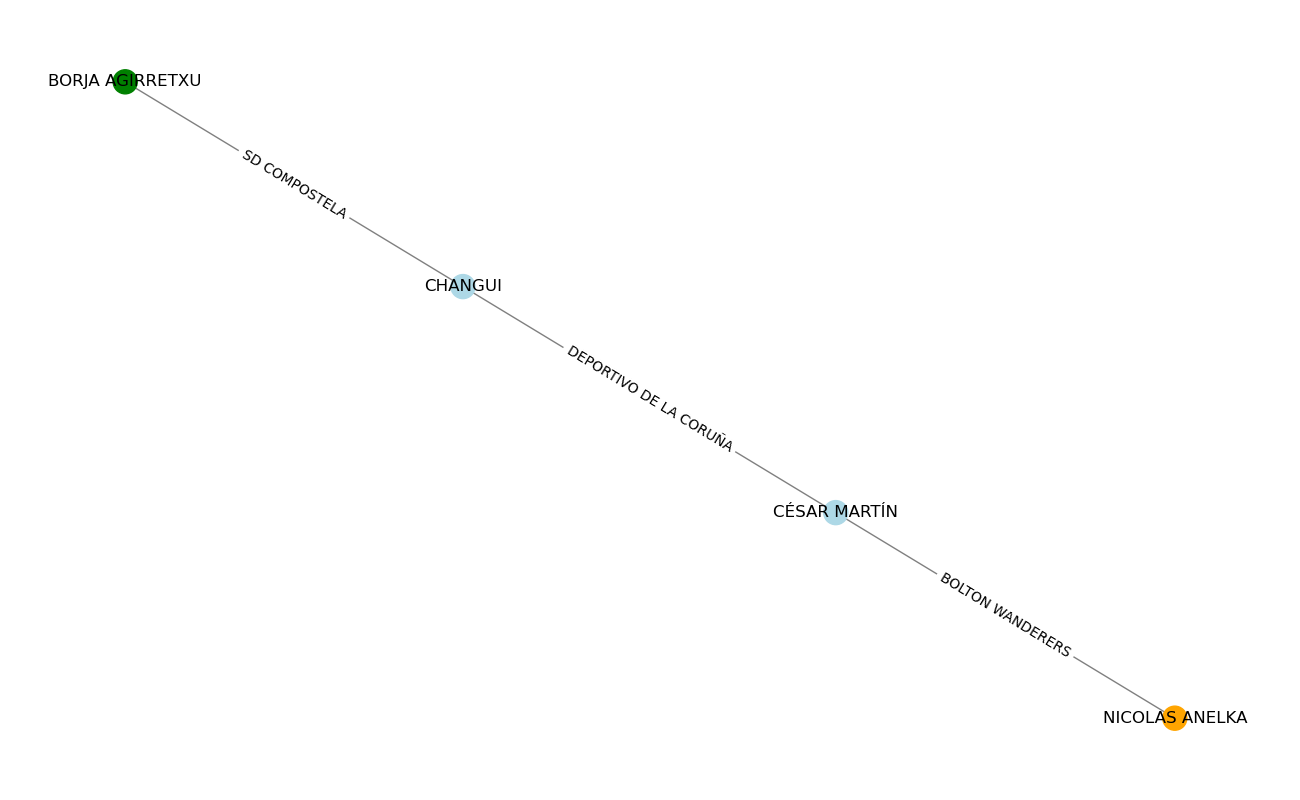 BORJA AGIRRETXU
SD COMPOSTELA
CHANGUI
DEPORTIVO DE LA CORUÑA
CÉSAR MARTÍN
BOLTON WANDERERS
NICOLAS ANELKA